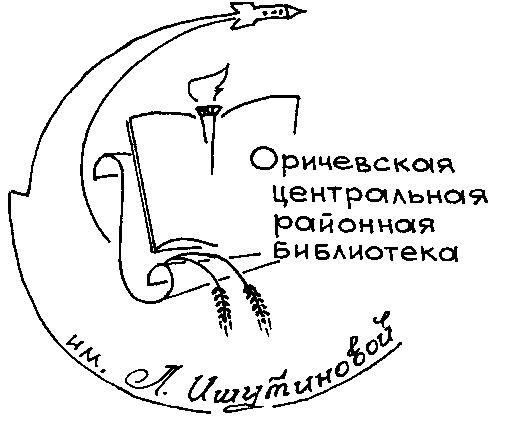 Оричевская
центральная
районная
библиотека
им. Л. Ишутиновой